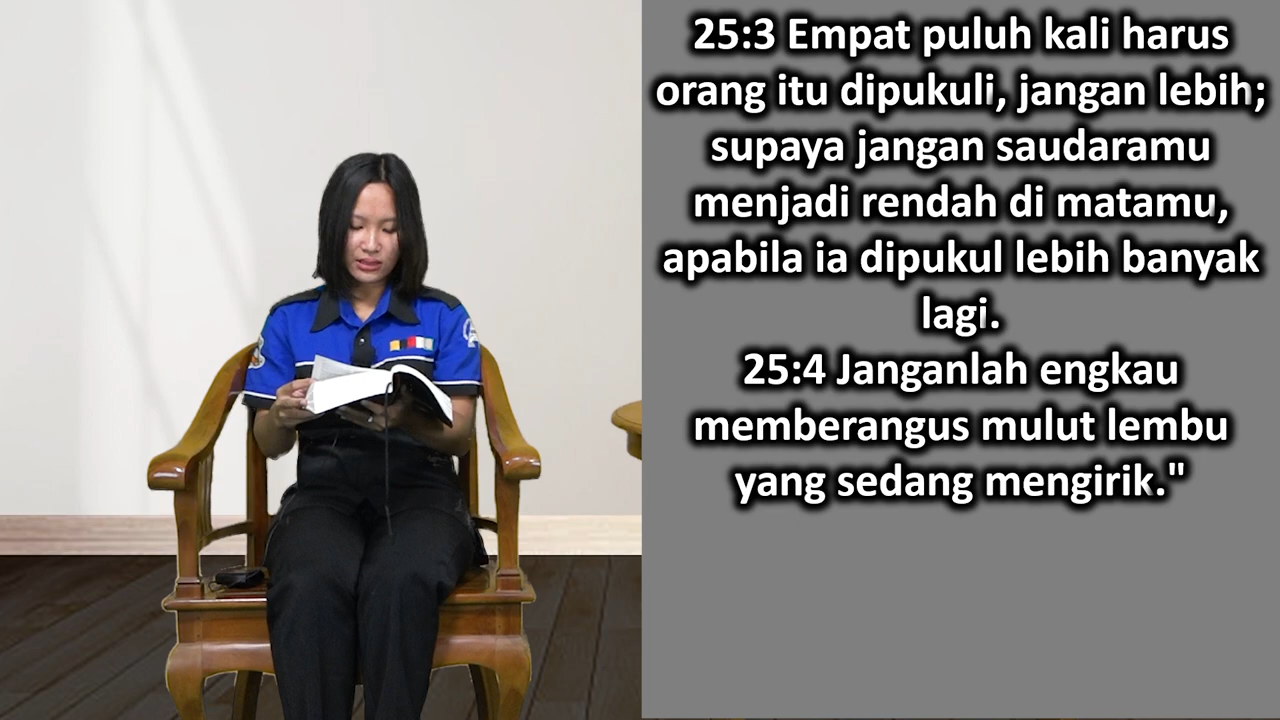 25:3 Empat puluh kali harus
orang itu dipukuli, jangan lebih;
supaya jangan saudaramu
menjadi rendah di matamu,
apabila ia dipukul lebih banyak
lagi.
25:4 Janganlah engkau
memberangus mulut lembu
yang sedang mengirik."